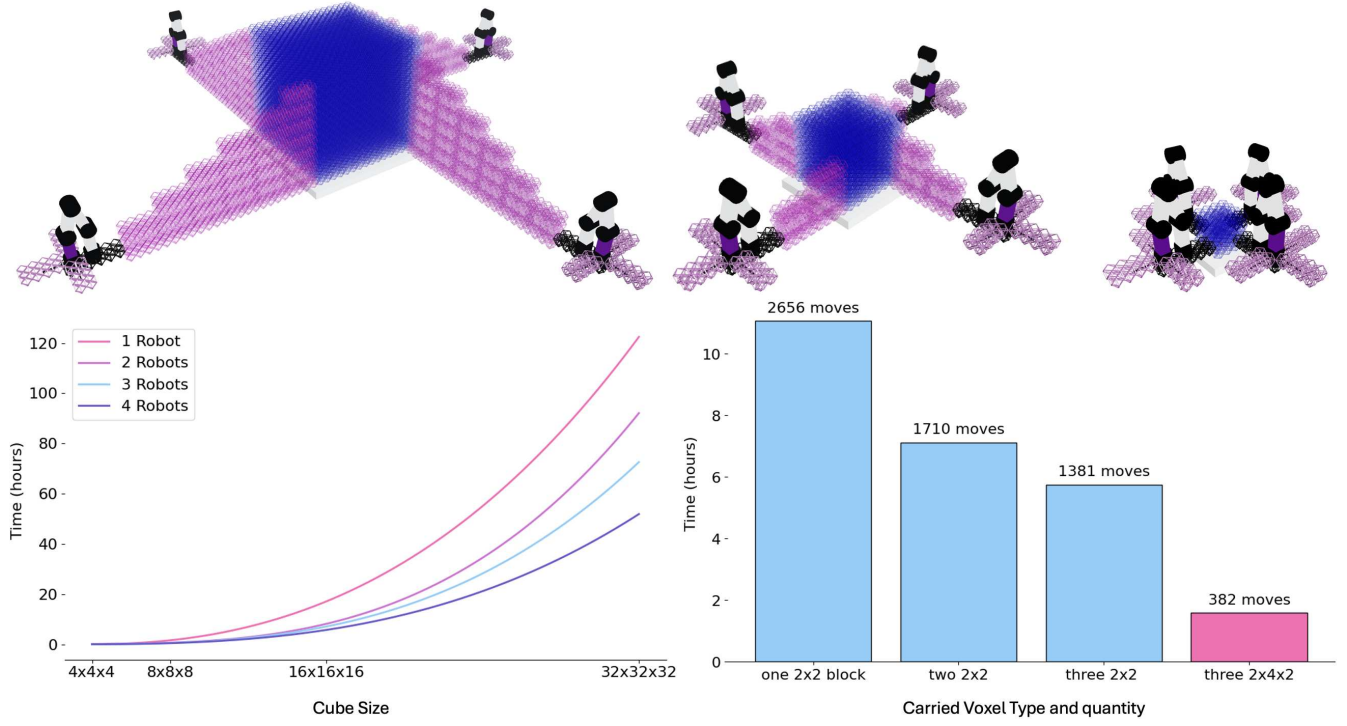 1 Robot
2 Robots
3 Robots
4 Robots
Time (hours)
120
100
80
60
40
20
0
4x4x4
8x8x8
16x16x16
32x32x32
Cube Size
2656 moves
1710 moves
1381 moves
382 moves
Time (hours)
10
8
6
4
2
0
one 2x2 block
two 2x2
three 2x2
three 2x4x2
Carried Voxel Type and quantity